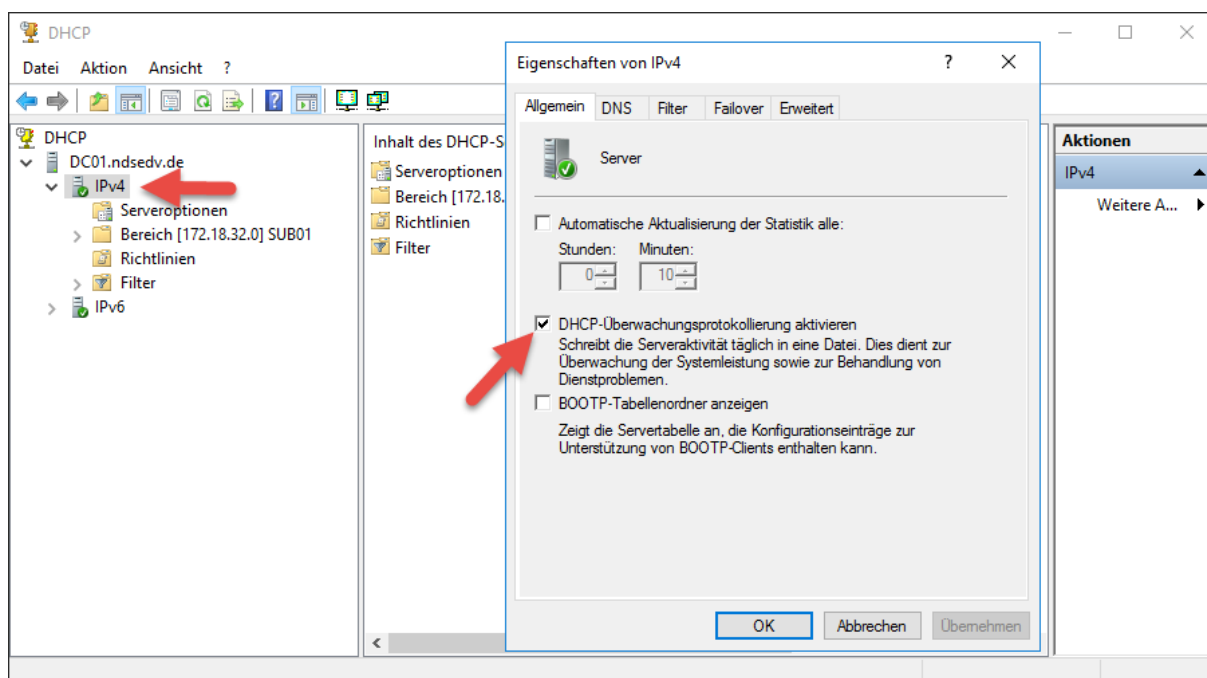 DHCP
Datei Aktion Ansicht ?
DHCP
DC01.ndsedv.de
IPv4
Serveroptionen
Bereich [172.18.32.0] SUB01
Richtlinien
Filter
IPv6
Inhalt des DHCP-S
Serveroptionen
Bereich [172.18.
Richtlinien
Filter
Eigenschaften von IPv4 ?
Allgemein DNS Filter Failover Erweitert
Server
Automatische Aktualisierung der Statistik alle:
Stunden: Minuten:
0 10
DHCP-Überwachungsprotokollierung aktivieren
Schreibt die Serveraktivität täglich in eine Datei. Dies dient zur
Überwachung der Systemleistung sowie zur Behandlung von
Dienstproblemen.
BOOTP-Tabellenordner anzeigen
Zeigt die Servertabelle an, die Konfigurationseinträge zur
Unterstützung von BOOTP-Clients enthalten kann.
OK Abbrechen Übernehmen
Aktionen
IPv4
Weitere A...